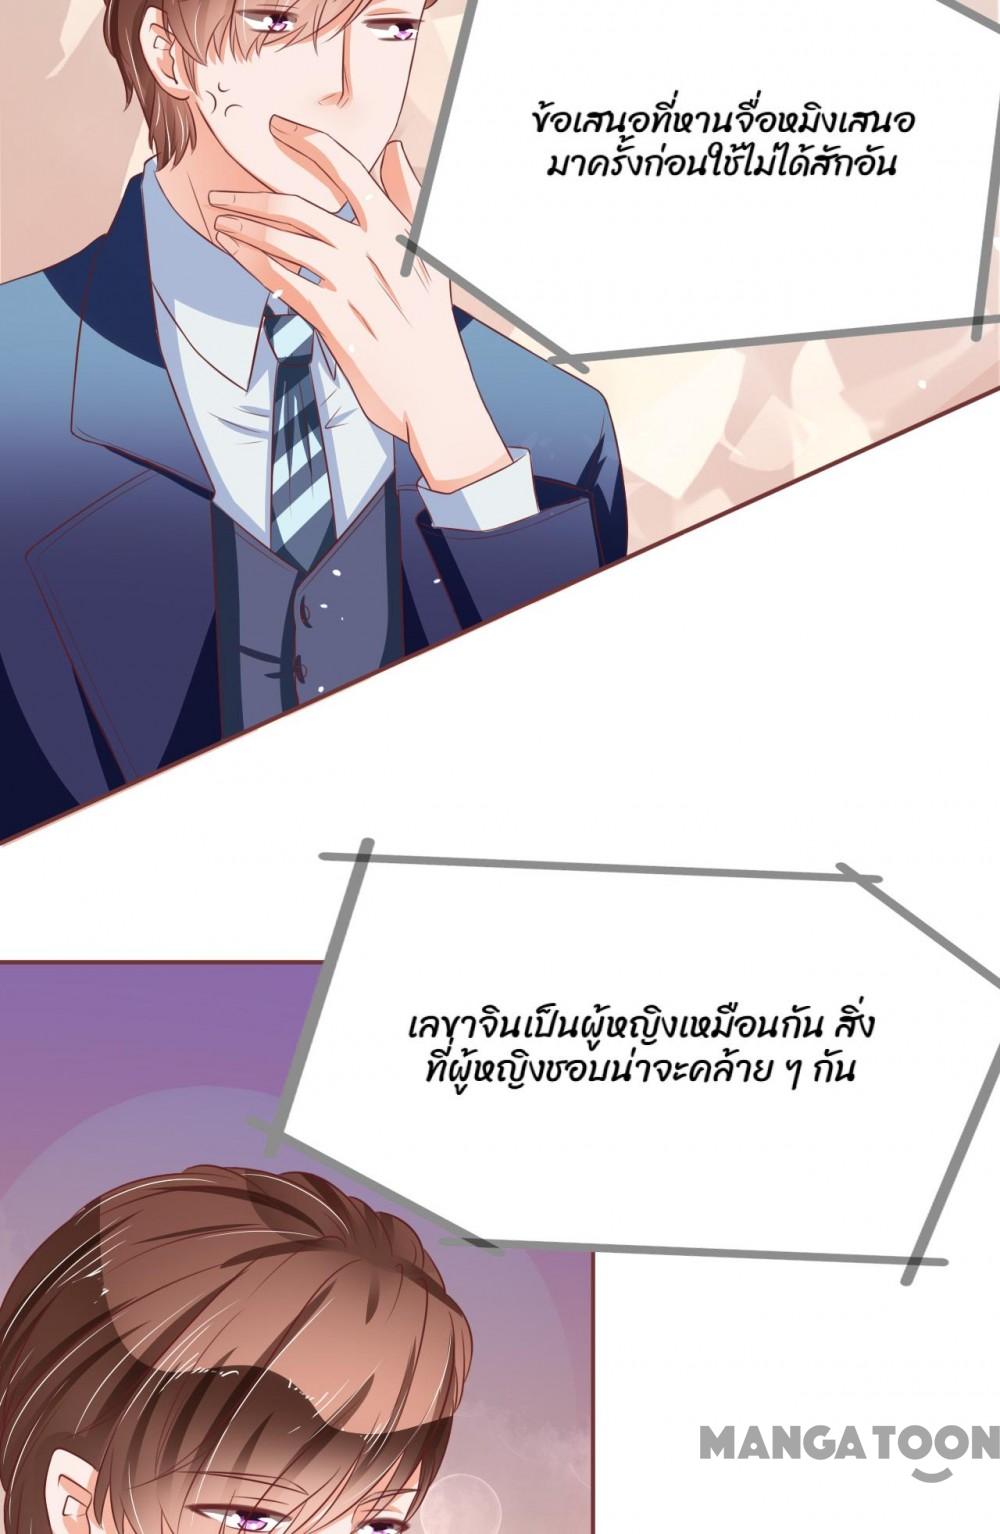 ข้อเสนอที่หานจื่อหมิงเสนอ
มาครั้งก่อนใช้ไม่ได้สักอัน
เลขาจินเป็นผู้หญิงเหมือนกัน สิ่ง
ที่ผู้หญิงชอบน่าจะคล้าย ๆ กัน
MANGATOON